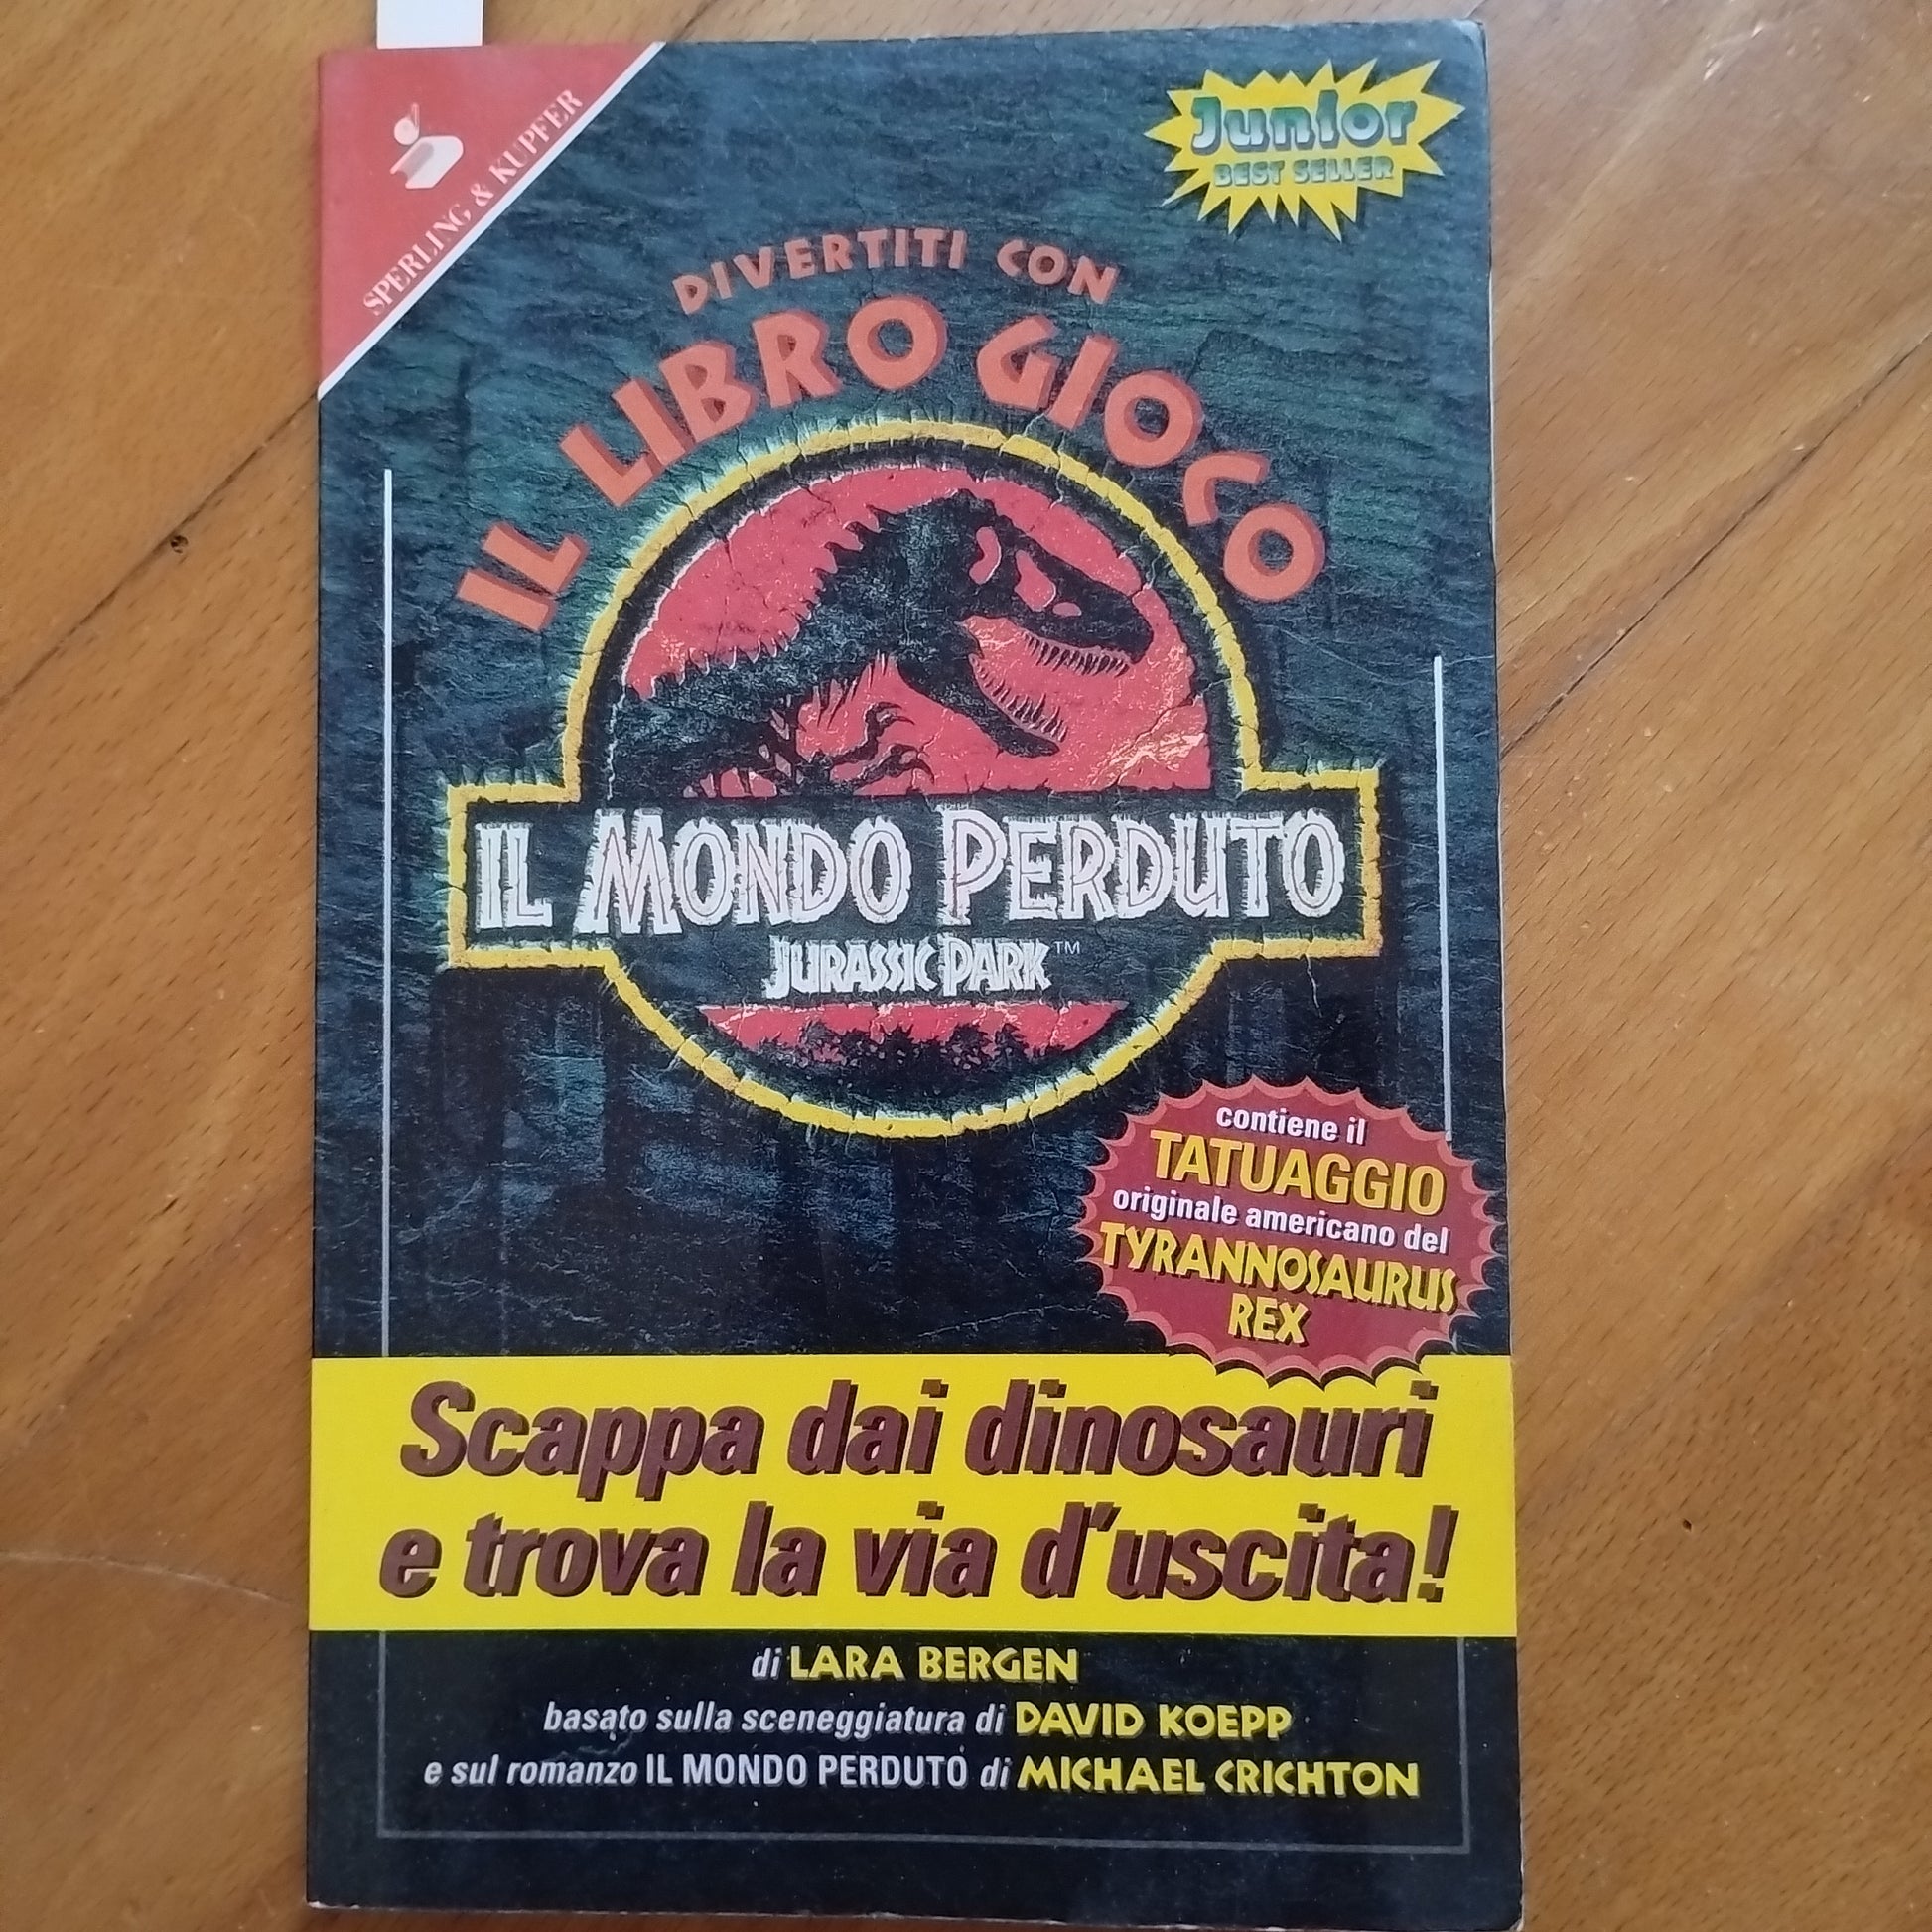 SPERLING & KUPFER
Junior
BEST SELLER
DIVERTITI CON
IL LIBRO GIOCO
IL MONDO PERDUTO
JURASSIC PARK™
contiene il
TATUAGGIO
originale americano del
TYRANNOSAURUS
REX
Scappa dai dinosauri
e trova la via d'uscita!
di LARA BERGEN
basato sulla sceneggiatura di DAVID KOEPP
e sul romanzo IL MONDO PERDUTO di MICHAEL CRICHTON